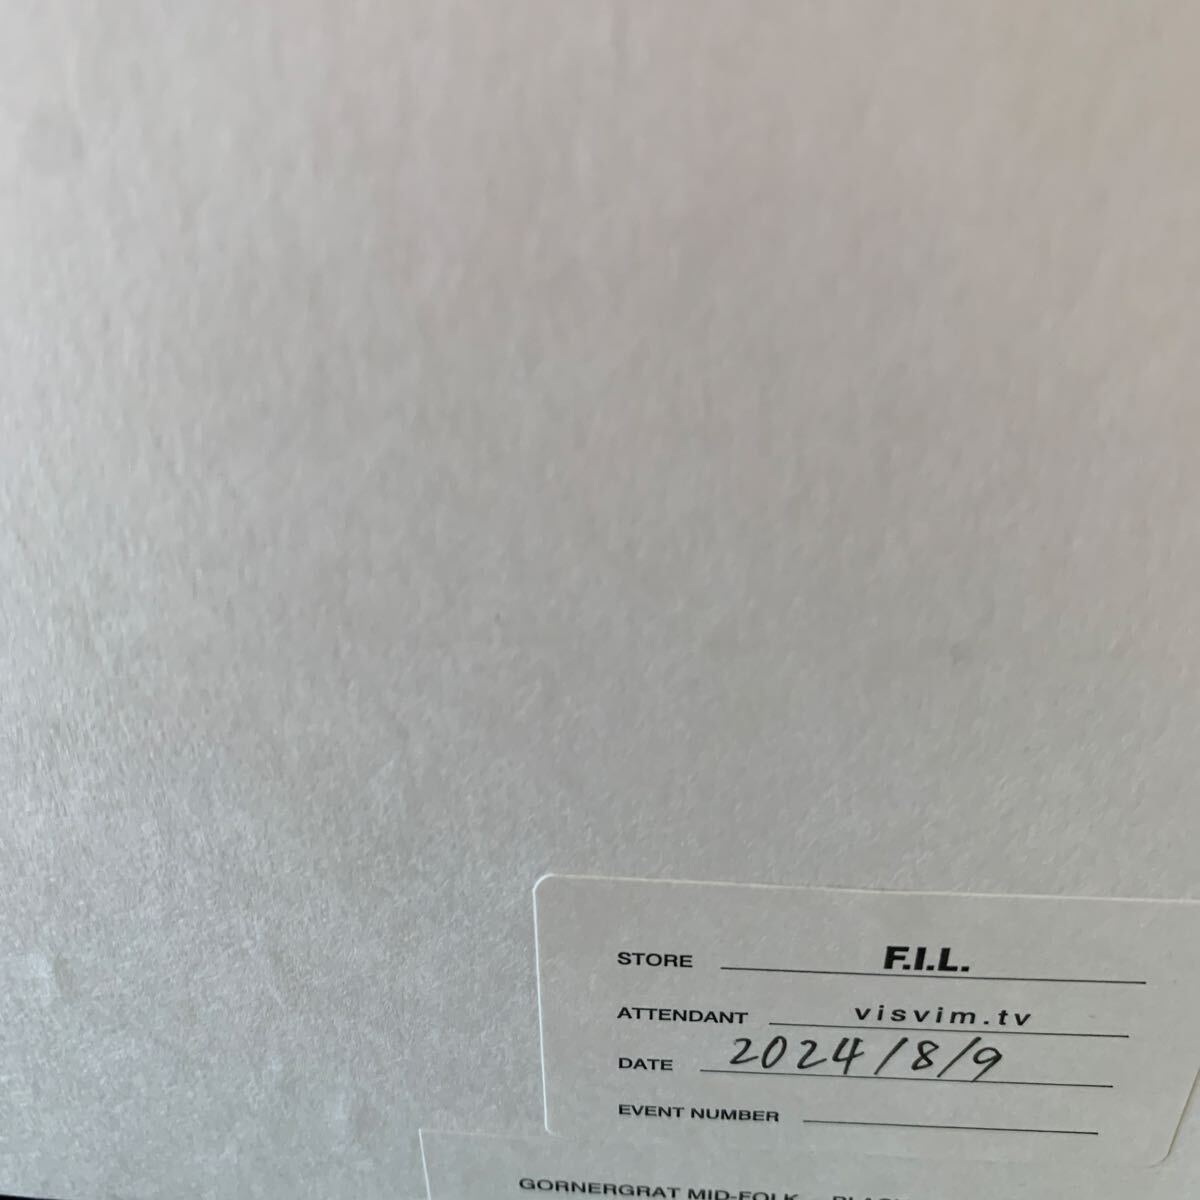 STORE F.I.L.
ATTENDANT visvim.tv
DATE 2024/8/9
EVENT NUMBER
GORNERGRAT MID-FOLK